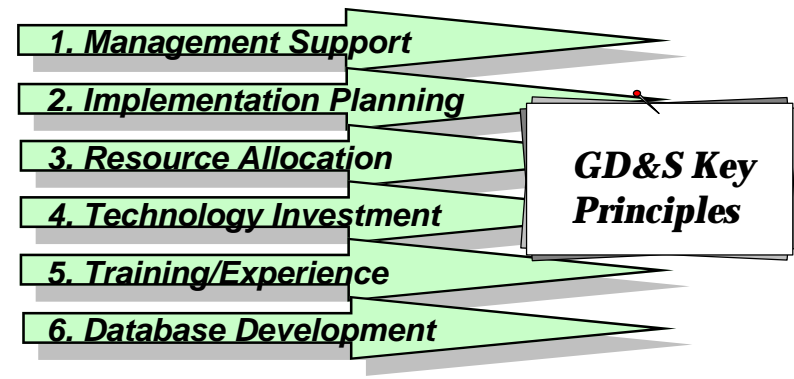 1. Management Support
2. Implementation Planning
3. Resource Allocation
4. Technology Investment
5. Training/Experience
6. Database Development
GD&S Key
Principles